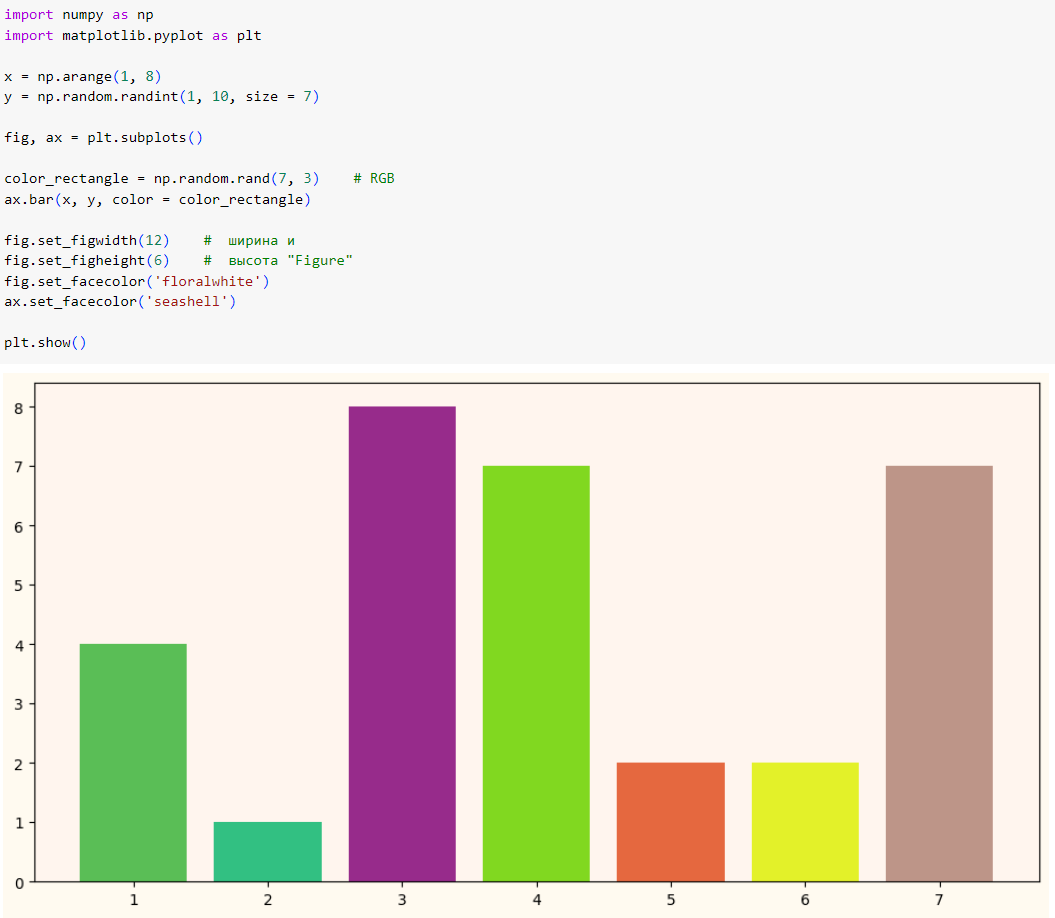 import numpy as np
import matplotlib.pyplot as plt
x = np.arange(1, 8)
y = np.random.randint(1, 10, size = 7)
fig, ax = plt.subplots()
color_rectangle = np.random.rand(7, 3)    # RGB
ax.bar(x, y, color = color_rectangle)
fig.set_figwidth(12)    #  ширина и
fig.set_figheight(6)    #  высота "Figure"
fig.set_facecolor('floralwhite')
ax.set_facecolor('seashell')
plt.show()
8
7
6
5
4
3
2
1
0
1 2 3 4 5 6 7